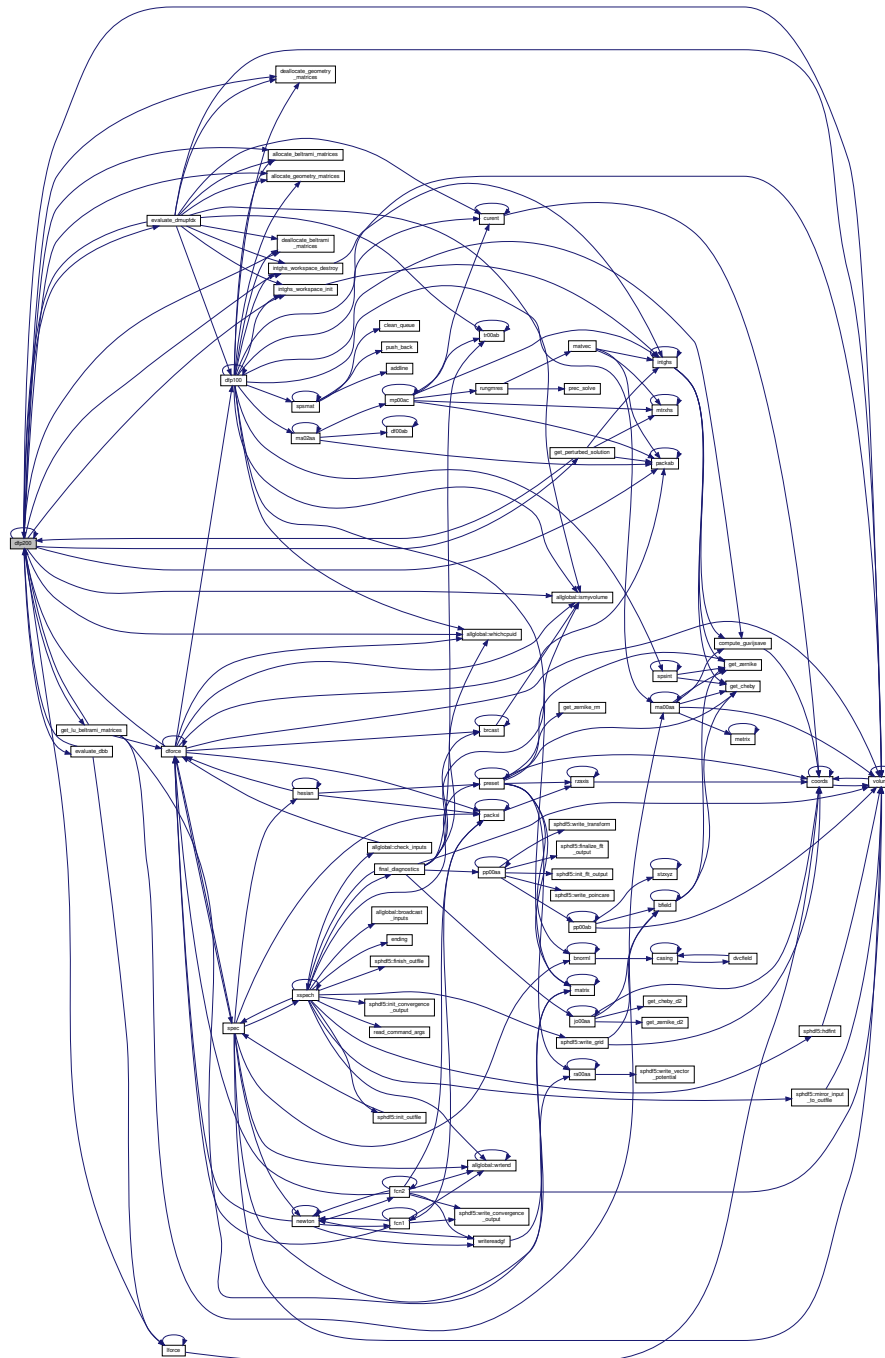 deallocate_geometry
_matrices
allocate_beltrami_matrices
allocate_geometry_matrices
evaluate_dmupfdx
curent
deallocate_beltrami
_matrices
intghs_workspace_destroy
intghs_workspace_init
clean_queue
tr00ab
push_back
matvec
intghs
addline
dfp100
rungmres
prec_solve
spsmat
mp00ac
mtrxhs
df00ab
ma02aa
get_perturbed_solution
packab
dfp200
allglobal::ismyvolume
allglobal::whichcpuid
compute_guvijsave
get_zernike
spsint
get_cheby
get_zernike_rm
ma00aa
get_lu_beltrami_matrices
brcast
metrix
evaluate_dbb
dforce
preset
rzaxis
coords
volume
hesian
packxi
sphdf5::write_transform
allglobal::check_inputs
sphdf5::finalize_flt
_output
final_diagnostics
pp00aa
stzxyz
sphdf5::init_flt_output
sphdf5::write_poincare
bfield
allglobal::broadcast
_inputs
pp00ab
ending
bnorml
casing
dvcfield
sphdf5::finish_outfile
xspech
matrix
get_cheby_d2
sphdf5::init_convergence
_output
jo00aa
get_zernike_d2
spec
read_command_args
sphdf5::hdfint
sphdf5::write_grid
ra00aa
sphdf5::write_vector
_potential
sphdf5::mirror_input
_to_outfile
sphdf5::init_outfile
allglobal::wrtend
fcn2
sphdf5::write_convergence
_output
newton
fcn1
writereadgf
lforce